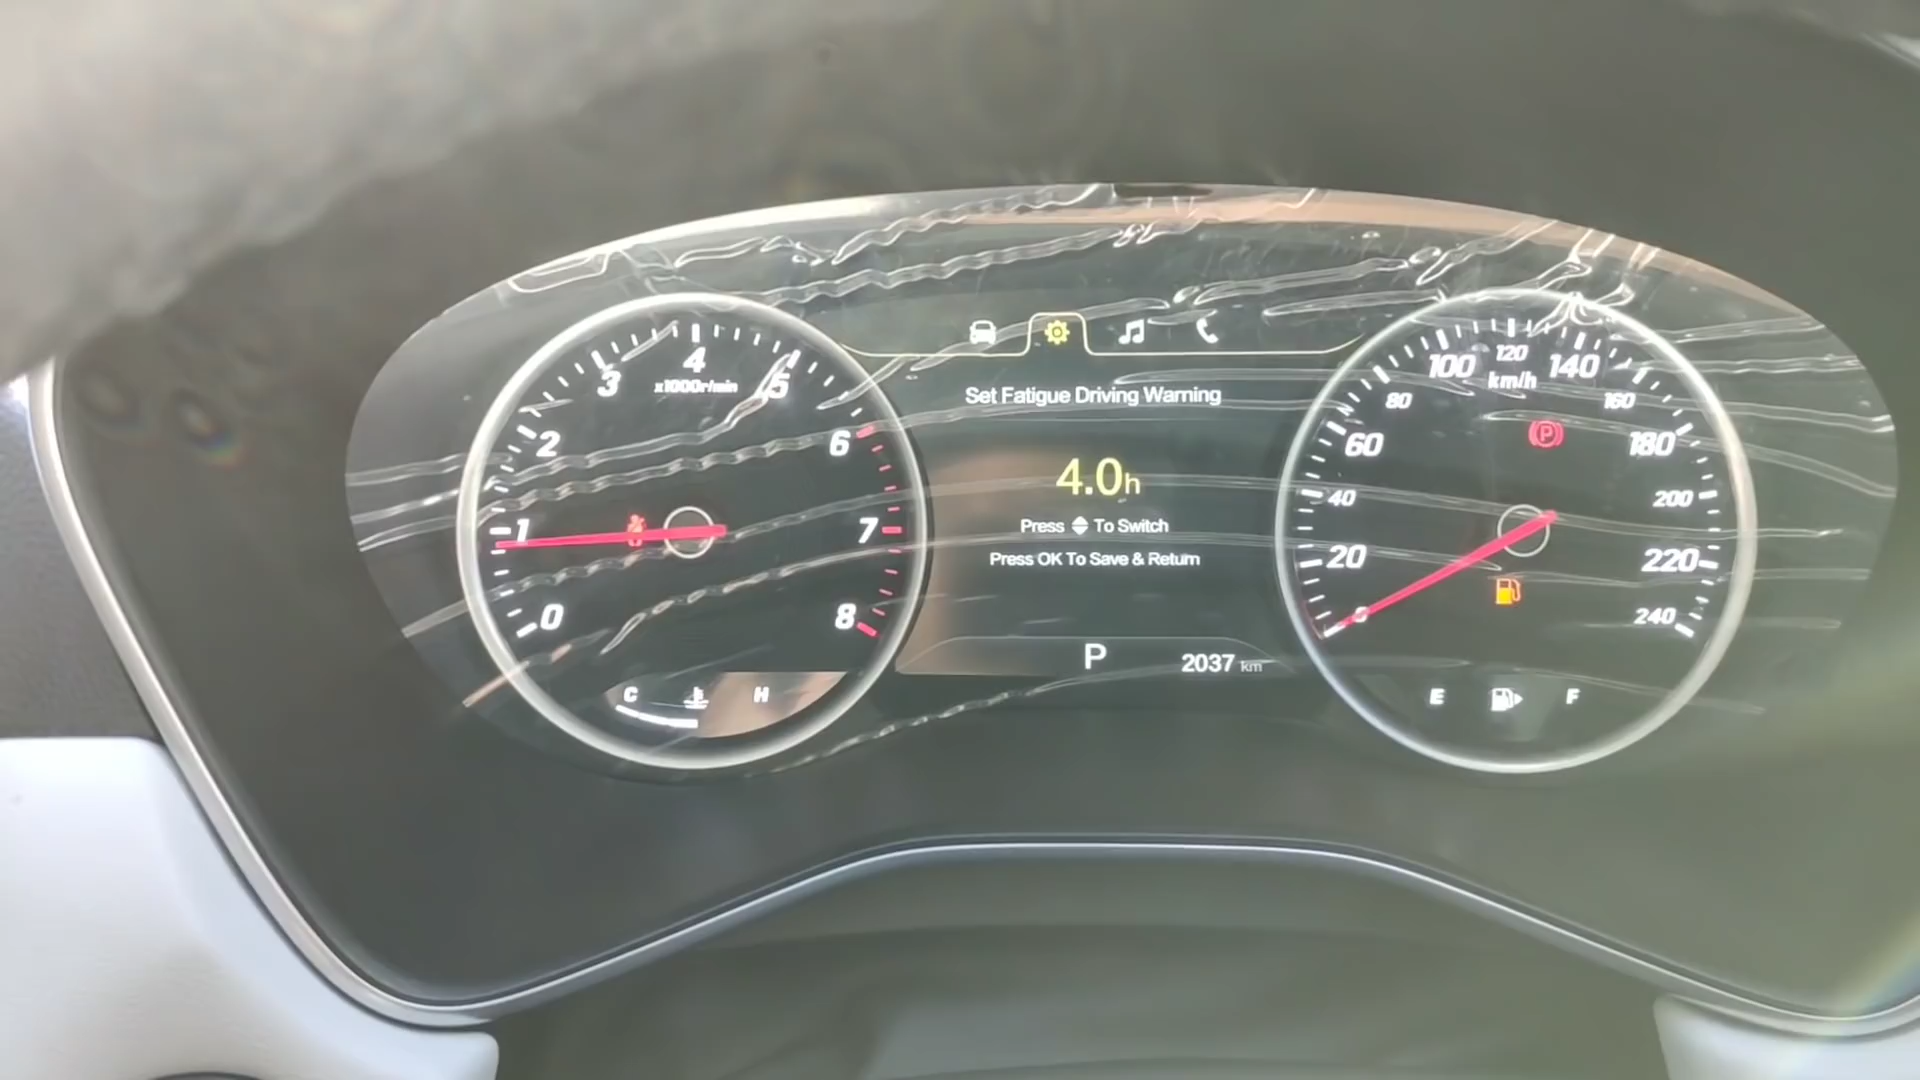 Set Fatigue Driving Warning
4.0h
Press To Switch
Press OK To Save & Return
P
2037 km
0
1
2
3
4
5
6
7
8
x1000r/min
C H
0
20
40
60
80
100
120
140
160
180
200
220
240
km/h
P
E F